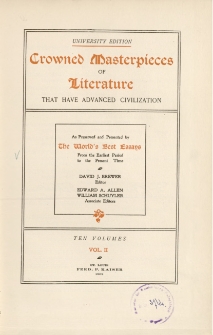 UNIVERSITY EDITION
Crowned Masterpieces
OF
Literature
THAT HAVE ADVANCED CIVILIZATION
As Preserved and Presented by
The World's Best Essays
From the Earliest Period
to the Present Time
DAVID J. BREWER
Editor
EDWARD A. ALLEN
WILLIAM SCHUYLER
Associate Editors
TEN VOLUMES
VOL. II
ST. LOUIS
FERD. P. KAISER